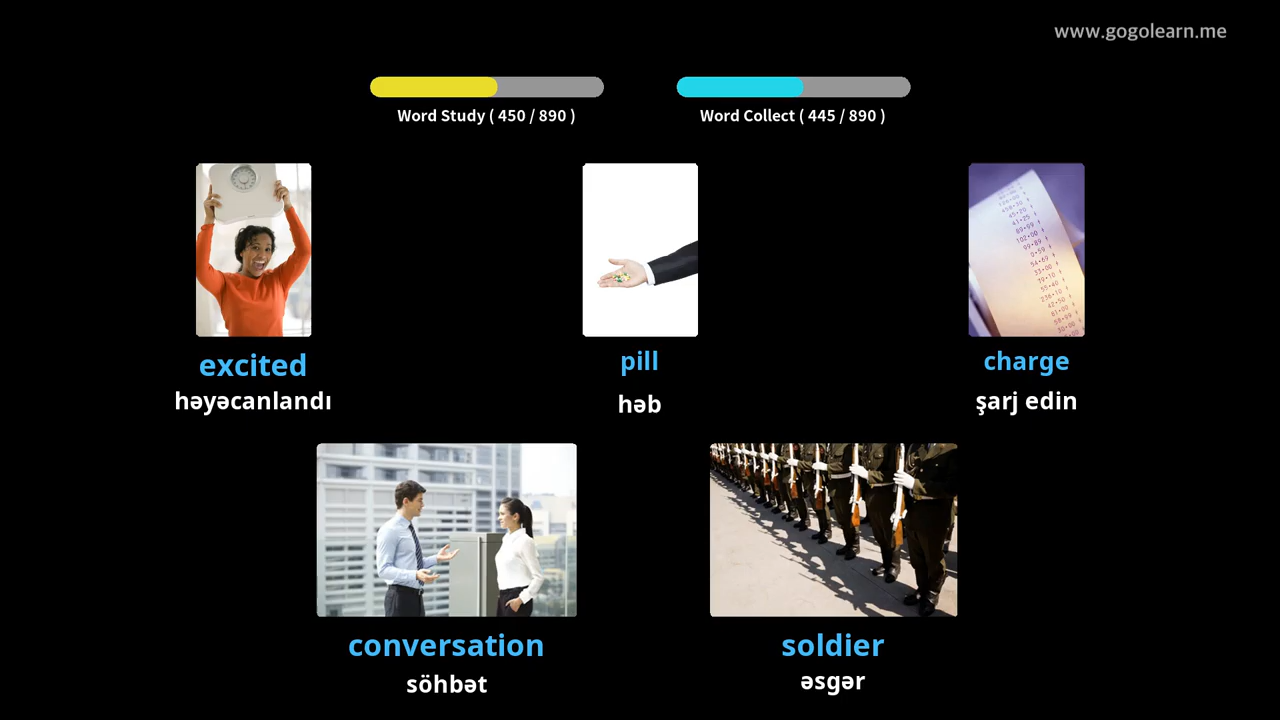 www.gogolearn.me
Word Study ( 450 / 890 )
Word Collect ( 445 / 890 )
excited
həyəcanlandı
pill
həb
charge
şarj edin
conversation
söhbət
soldier
əsgər